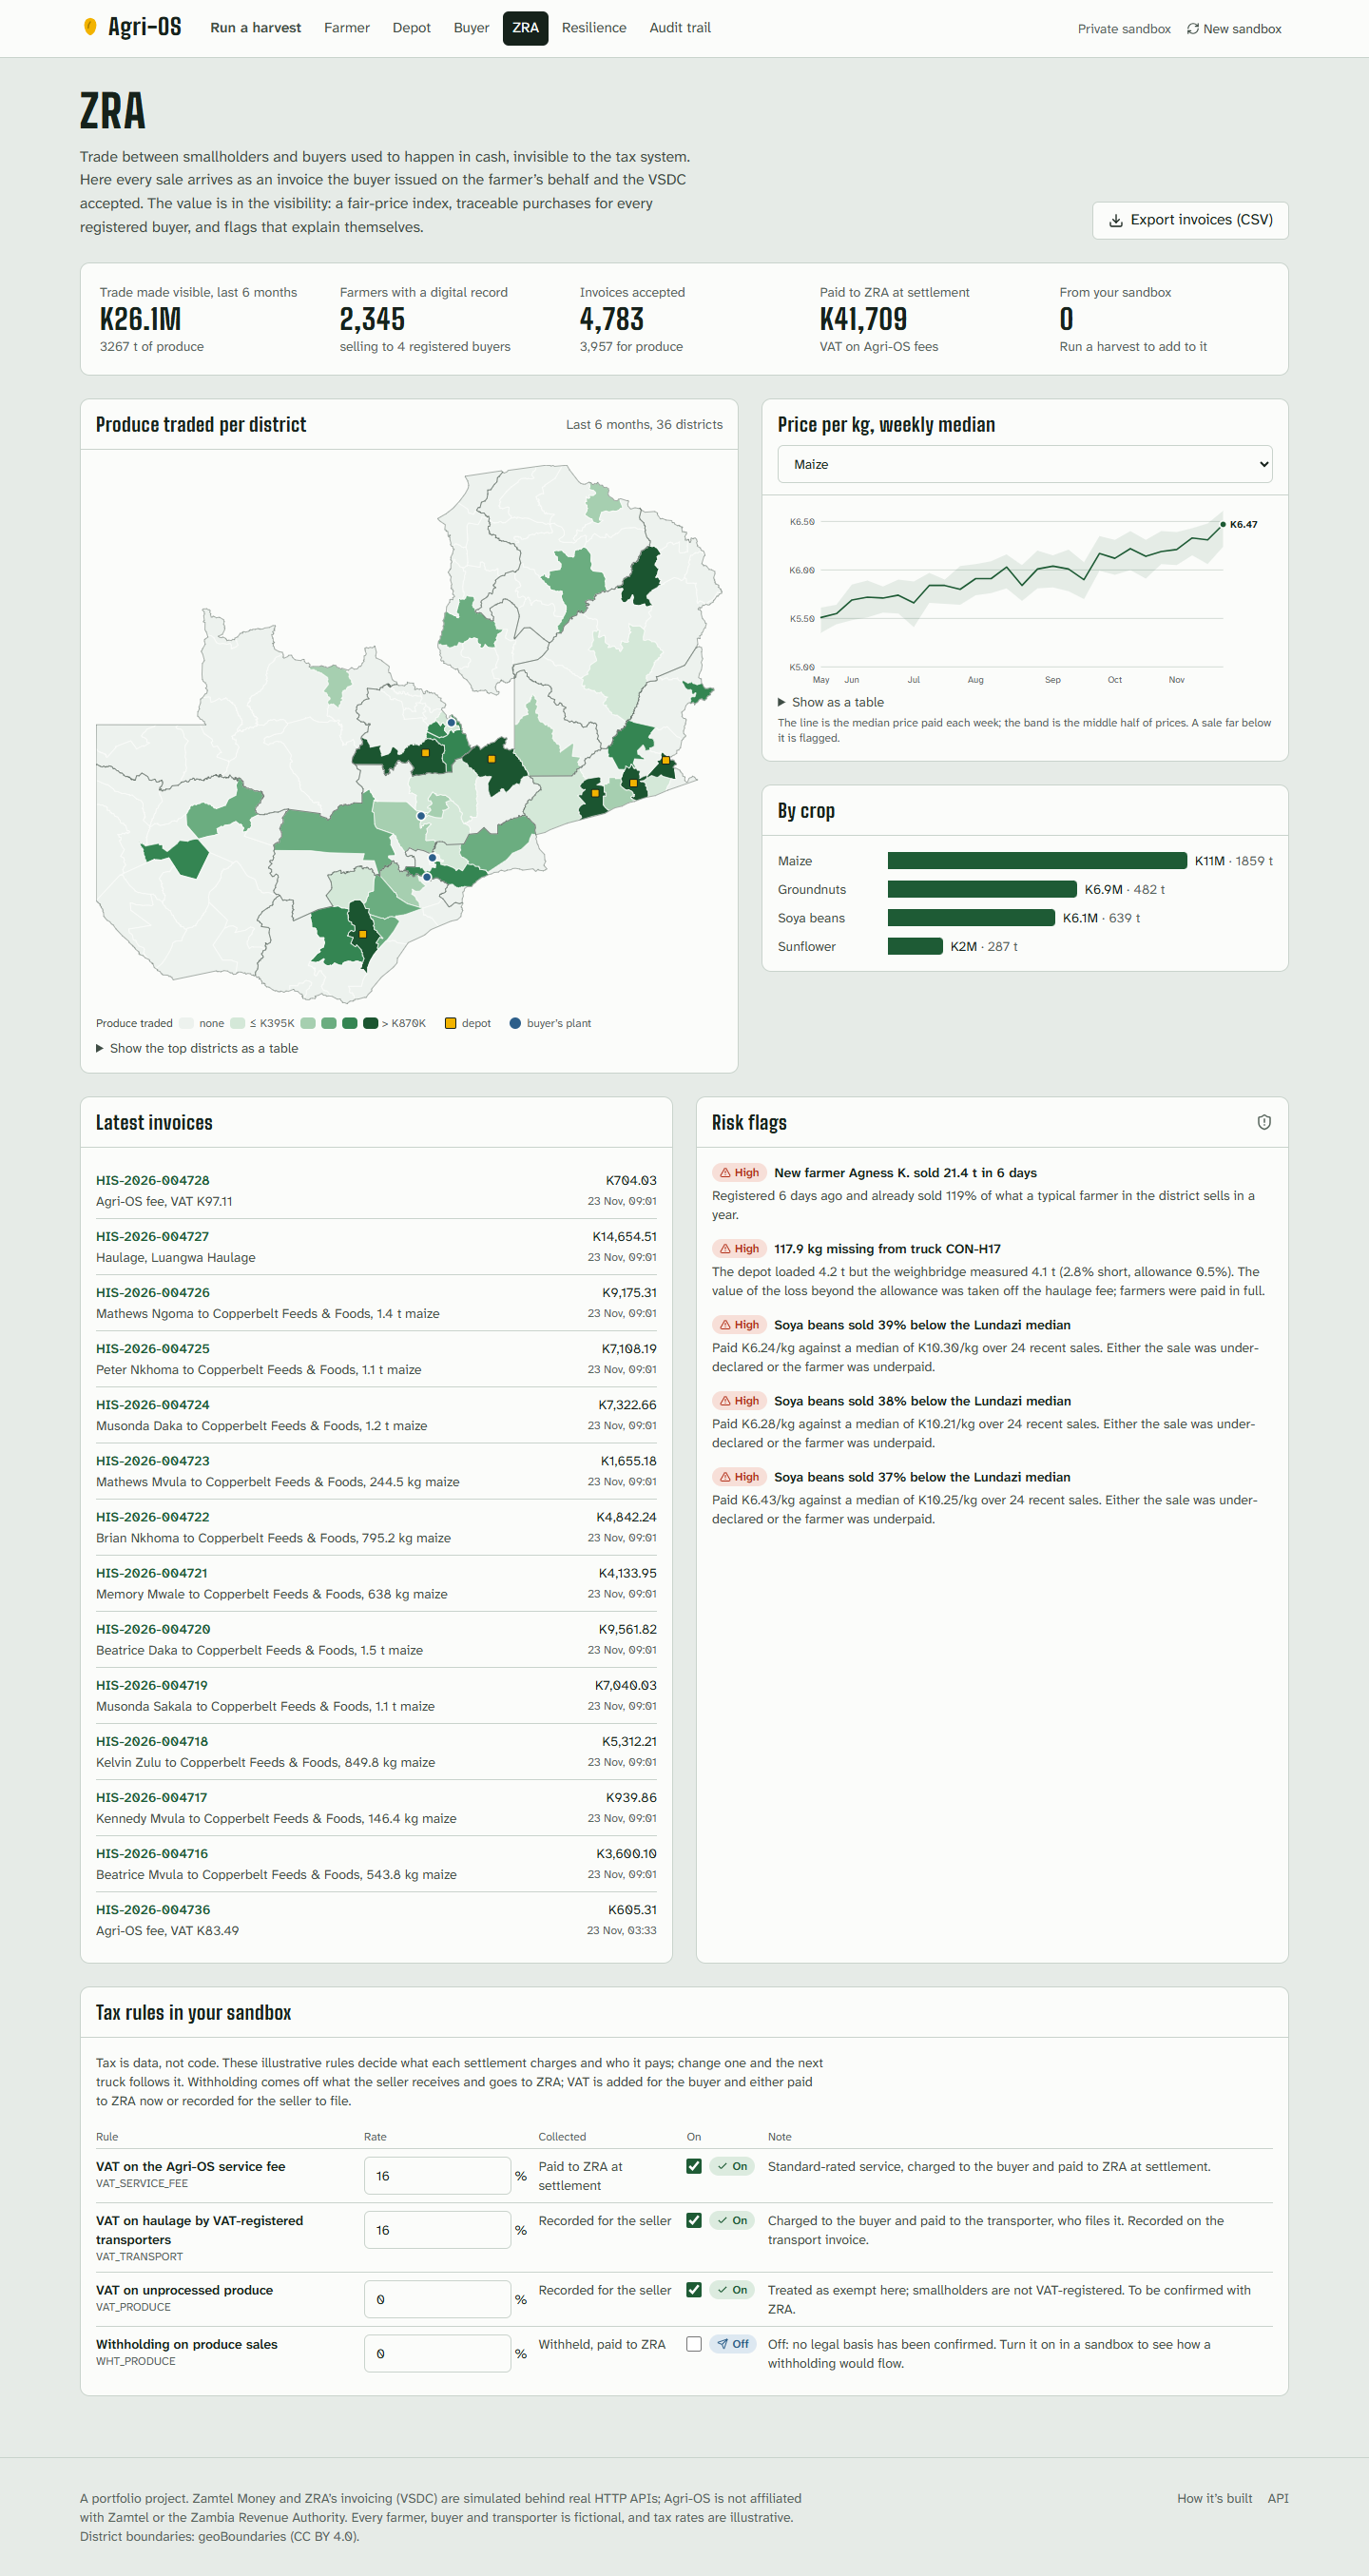 Agri-OS
Run a harvest
Farmer
Depot
Buyer
ZRA
Resilience
Audit trail
Private sandbox
New sandbox
ZRA
Trade between smallholders and buyers used to happen in cash, invisible to the tax system.
Here every sale arrives as an invoice the buyer issued on the farmer's behalf and the VSDC
accepted. The value is in the visibility: a fair-price index, traceable purchases for every
registered buyer, and flags that explain themselves.
Export invoices (CSV)
Trade made visible, last 6 months
K26.1M
3267 t of produce
Farmers with a digital record
2,345
selling to 4 registered buyers
Invoices accepted
4,783
3,957 for produce
Paid to ZRA at settlement
K41,709
VAT on Agri-OS fees
From your sandbox
0
Run a harvest to add to it
Produce traded per district
Last 6 months, 36 districts
Produce traded none ≤ K395K > K870K depot buyer's plant
Show the top districts as a table
Price per kg, weekly median
Maize
K6.50
K6.47
K6.00
K5.50
K5.00
May Jun Jul Aug Sep Oct Nov
Show as a table
The line is the median price paid each week; the band is the middle half of prices. A sale far below
it is flagged.
By crop
Maize K11M · 1859 t
Groundnuts K6.9M · 482 t
Soya beans K6.1M · 639 t
Sunflower K2M · 287 t
Latest invoices
HIS-2026-004728 K704.03
Agri-OS fee, VAT K97.11 23 Nov, 09:01
HIS-2026-004727 K14,654.51
Haulage, Luangwa Haulage 23 Nov, 09:01
HIS-2026-004726 K9,175.31
Mathews Ngoma to Copperbelt Feeds & Foods, 1.4 t maize 23 Nov, 09:01
HIS-2026-004725 K7,108.19
Peter Nkhoma to Copperbelt Feeds & Foods, 1.1 t maize 23 Nov, 09:01
HIS-2026-004724 K7,322.66
Musonda Daka to Copperbelt Feeds & Foods, 1.2 t maize 23 Nov, 09:01
HIS-2026-004723 K1,655.18
Mathews Mvula to Copperbelt Feeds & Foods, 244.5 kg maize 23 Nov, 09:01
HIS-2026-004722 K4,842.24
Brian Nkhoma to Copperbelt Feeds & Foods, 795.2 kg maize 23 Nov, 09:01
HIS-2026-004721 K4,133.95
Memory Mwale to Copperbelt Feeds & Foods, 638 kg maize 23 Nov, 09:01
HIS-2026-004720 K9,561.82
Beatrice Daka to Copperbelt Feeds & Foods, 1.5 t maize 23 Nov, 09:01
HIS-2026-004719 K7,040.03
Musonda Sakala to Copperbelt Feeds & Foods, 1.1 t maize 23 Nov, 09:01
HIS-2026-004718 K5,312.21
Kelvin Zulu to Copperbelt Feeds & Foods, 849.8 kg maize 23 Nov, 09:01
HIS-2026-004717 K939.86
Kennedy Mvula to Copperbelt Feeds & Foods, 146.4 kg maize 23 Nov, 09:01
HIS-2026-004716 K3,600.10
Beatrice Mvula to Copperbelt Feeds & Foods, 543.8 kg maize 23 Nov, 09:01
HIS-2026-004736 K605.31
Agri-OS fee, VAT K83.49 23 Nov, 03:33
Risk flags
High New farmer Agness K. sold 21.4 t in 6 days
Registered 6 days ago and already sold 119% of what a typical farmer in the district sells in a
year.
High 117.9 kg missing from truck CON-H17
The depot loaded 4.2 t but the weighbridge measured 4.1 t (2.8% short, allowance 0.5%). The
value of the loss beyond the allowance was taken off the haulage fee; farmers were paid in full.
High Soya beans sold 39% below the Lundazi median
Paid K6.24/kg against a median of K10.30/kg over 24 recent sales. Either the sale was under-
declared or the farmer was underpaid.
High Soya beans sold 38% below the Lundazi median
Paid K6.28/kg against a median of K10.21/kg over 24 recent sales. Either the sale was under-
declared or the farmer was underpaid.
High Soya beans sold 37% below the Lundazi median
Paid K6.43/kg against a median of K10.25/kg over 24 recent sales. Either the sale was under-
declared or the farmer was underpaid.
Tax rules in your sandbox
Tax is data, not code. These illustrative rules decide what each settlement charges and who it pays; change one and the next
truck follows it. Withholding comes off what the seller receives and goes to ZRA; VAT is added for the buyer and either paid
to ZRA now or recorded for the seller to file.
Rule Rate Collected On Note
VAT on the Agri-OS service fee
VAT_SERVICE_FEE
16 %
Paid to ZRA at
settlement
On
Standard-rated service, charged to the buyer and paid to ZRA at settlement.
VAT on haulage by VAT-registered
transporters
VAT_TRANSPORT
16 %
Recorded for the seller
On
Charged to the buyer and paid to the transporter, who files it. Recorded on the
transport invoice.
VAT on unprocessed produce
VAT_PRODUCE
0 %
Recorded for the seller
On
Treated as exempt here; smallholders are not VAT-registered. To be confirmed with
ZRA.
Withholding on produce sales
WHT_PRODUCE
0 %
Withheld, paid to ZRA
Off
Off: no legal basis has been confirmed. Turn it on in a sandbox to see how a
withholding would flow.
A portfolio project. Zamtel Money and ZRA's invoicing (VSDC) are simulated behind real HTTP APIs; Agri-OS is not affiliated
with Zamtel or the Zambia Revenue Authority. Every farmer, buyer and transporter is fictional, and tax rates are illustrative.
District boundaries: geoBoundaries (CC BY 4.0).
How it's built
API